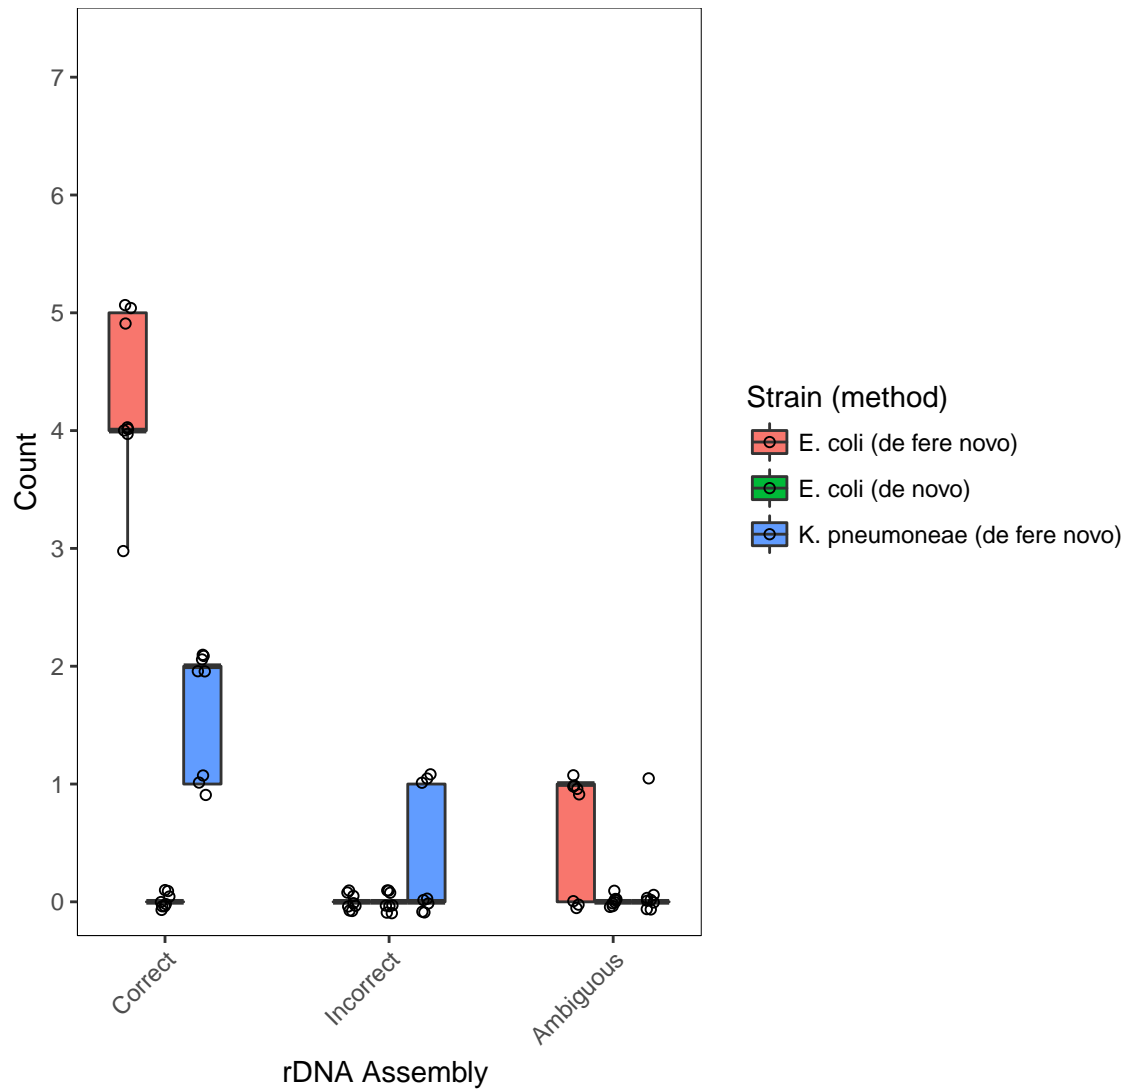 7
6
5
4
3
2
1
0
Count
Correct
Incorrect
Ambiguous
rDNA Assembly
Strain (method)
E. coli (de fere novo)
E. coli (de novo)
K. pneumoneae (de fere novo)